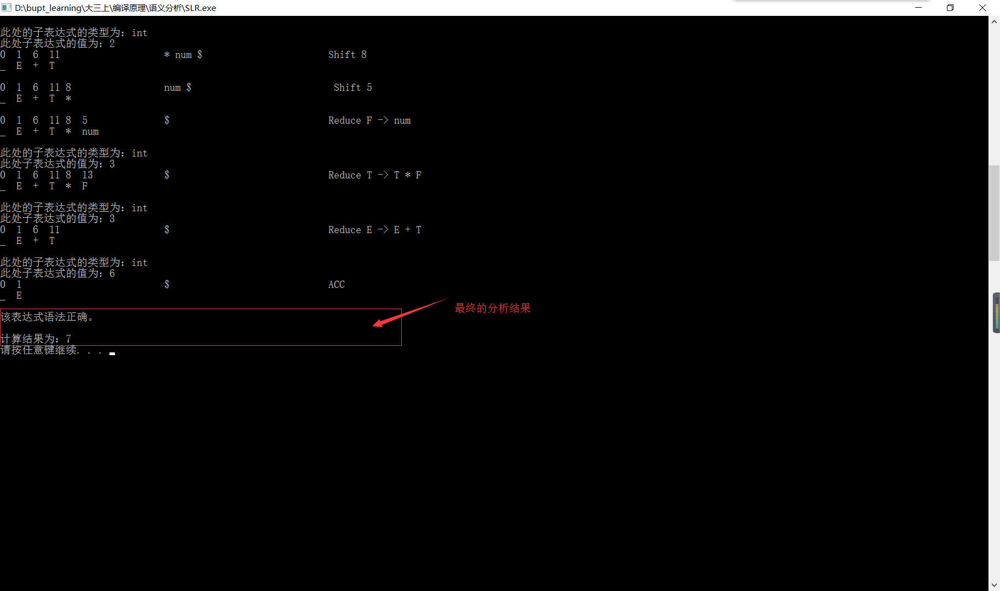 D:\bupt_learning\大三上\编译原理\语义分析\SLR.exe
此处的子表达式的类型为：int
此处子表达式的值为：2
0 1 6 11 * num $ Shift 8
_ E + T
0 1 6 11 8 num $ Shift 5
_ E + T *
0 1 6 11 8 5 $ Reduce F -> num
_ E + T * num
此处的子表达式的类型为：int
此处子表达式的值为：3
0 1 6 11 8 13 $ Reduce T -> T * F
_ E + T * F
此处的子表达式的类型为：int
此处子表达式的值为：3
0 1 6 11 $ Reduce E -> E + T
_ E + T
此处的子表达式的类型为：int
此处子表达式的值为：6
0 1 $ ACC
_ E
最终的分析结果
该表达式语法正确。
计算结果为：7
请按任意键继续. . .